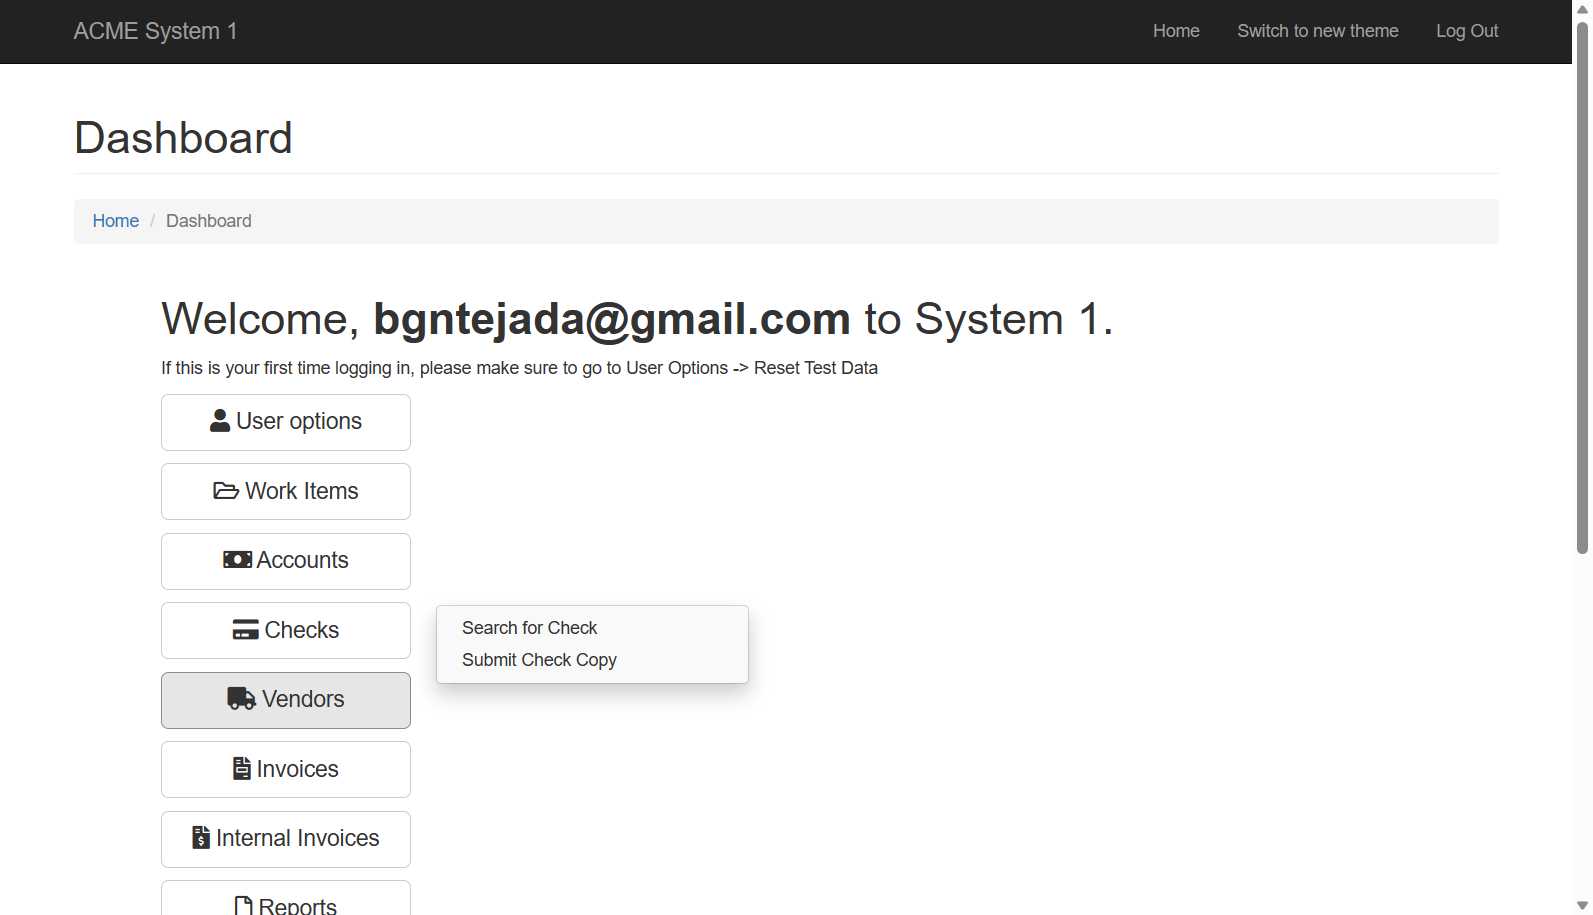 ACME System 1
Home
Switch to new theme
Log Out
Dashboard
Home / Dashboard
Welcome, bgntejada@gmail.com to System 1.
If this is your first time logging in, please make sure to go to User Options -> Reset Test Data
User options
Work Items
Accounts
Checks
Search for Check
Submit Check Copy
Vendors
Invoices
Internal Invoices
Reports